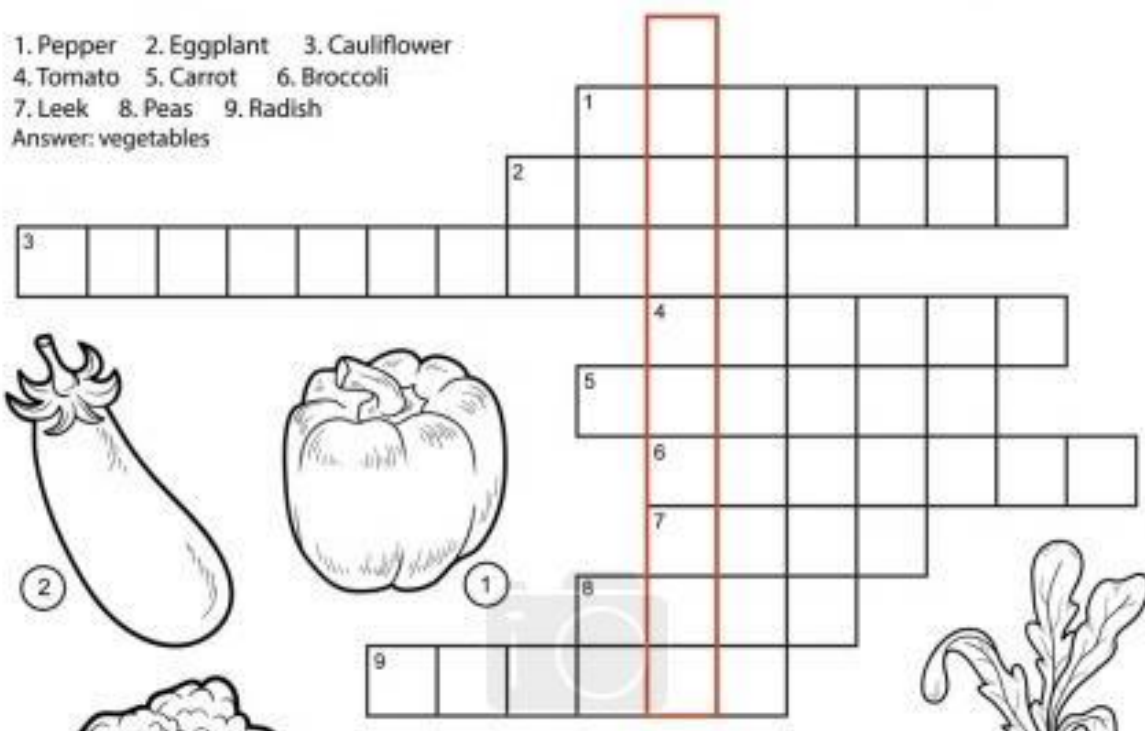 1. Pepper 2. Eggplant 3. Cauliflower
4. Tomato 5. Carrot 6. Broccoli
7. Leek 8. Peas 9. Radish
Answer: vegetables
1
2
3
4
5
6
7
8
9
2
1